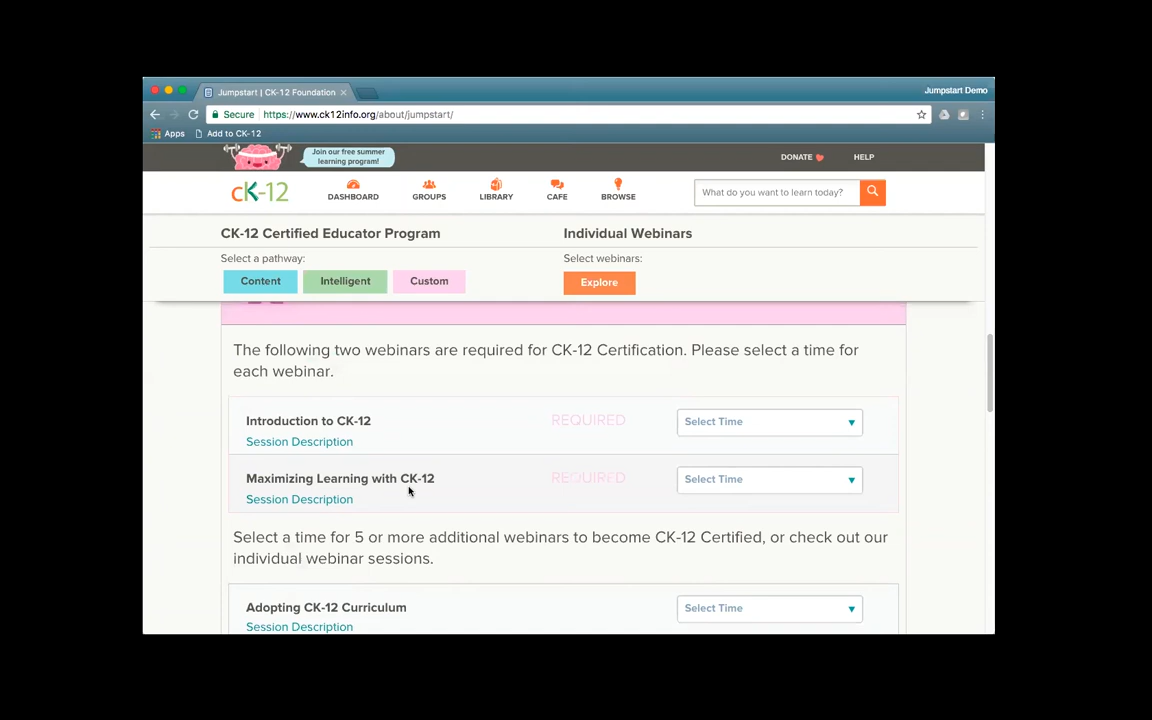 Jumpstart | CK-12 Foundation
Jumpstart Demo
Secure https://www.ck12info.org/about/jumpstart/
Apps Add to CK-12
Join our free summer
learning program!
DONATE HELP
cK-12 DASHBOARD GROUPS LIBRARY CAFE BROWSE What do you want to learn today?
CK-12 Certified Educator Program
Individual Webinars
Select a pathway:
Select webinars:
Content Intelligent Custom
Explore
The following two webinars are required for CK-12 Certification. Please select a time for
each webinar.
Introduction to CK-12 REQUIRED Select Time
Session Description
Maximizing Learning with CK-12 REQUIRED Select Time
Session Description
Select a time for 5 or more additional webinars to become CK-12 Certified, or check out our
individual webinar sessions.
Adopting CK-12 Curriculum Select Time
Session Description